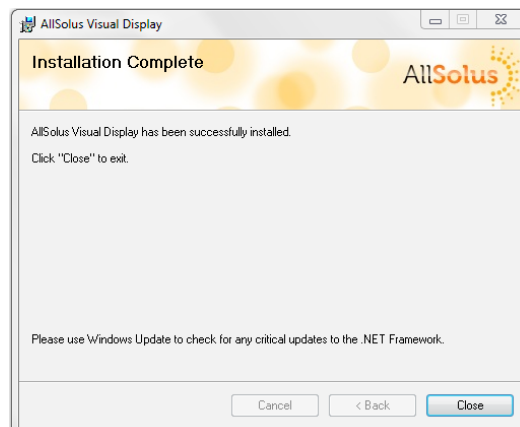 AllSolus Visual Display
Installation Complete
AllSolus
AllSolus Visual Display has been successfully installed.
Click "Close" to exit.
Please use Windows Update to check for any critical updates to the .NET Framework.
Cancel
< Back
Close